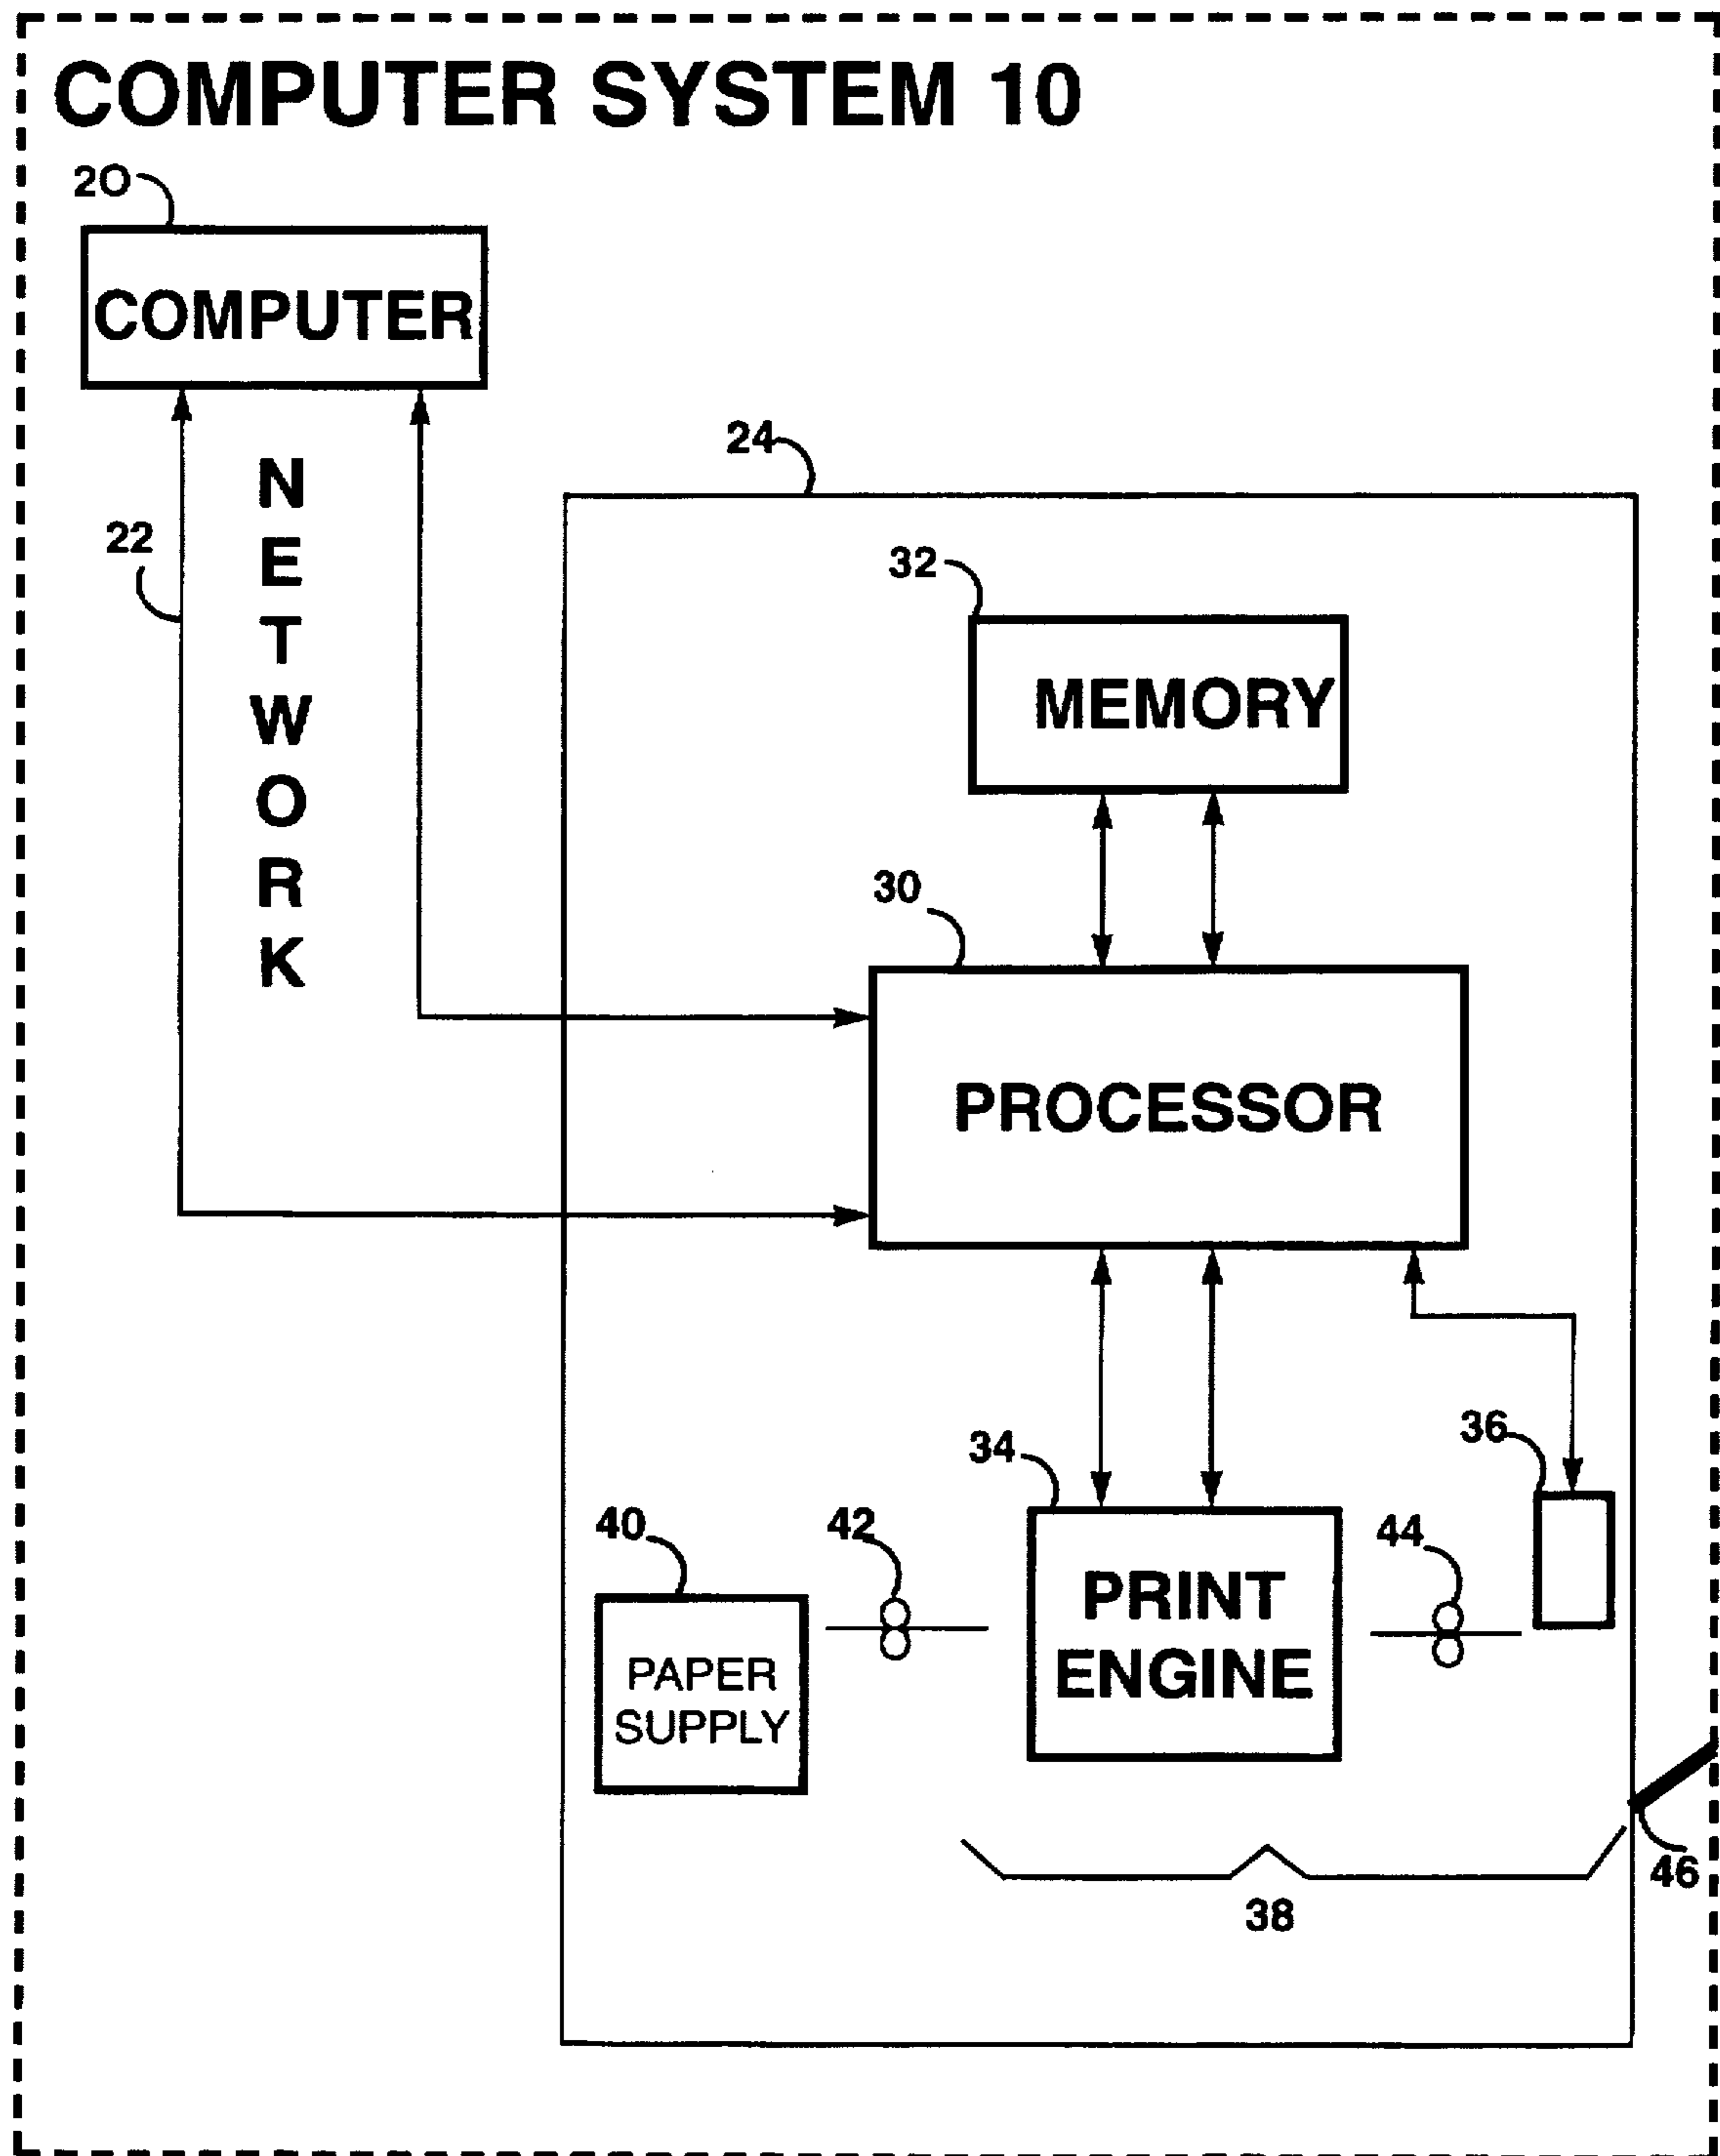 COMPUTER SYSTEM 10
20
COMPUTER
24
22
NETWORK
32
MEMORY
30
PROCESSOR
34
36
40
42
44
PRINT
ENGINE
PAPER
SUPPLY
46
38